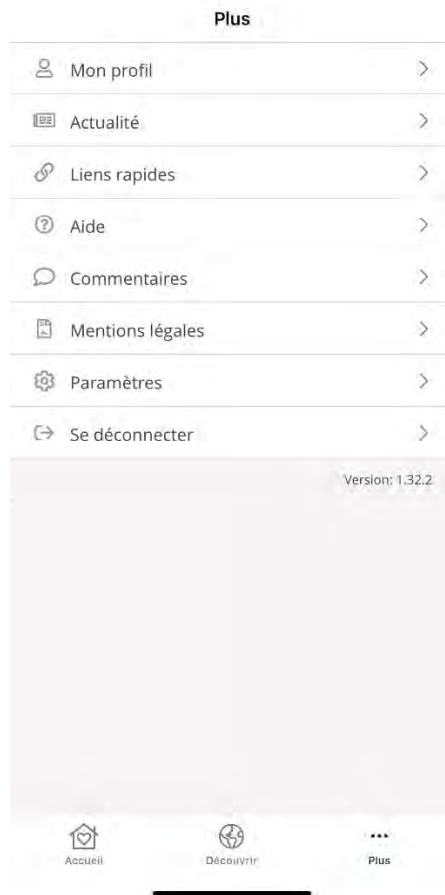 Plus
Mon profil
Actualité
Liens rapides
Aide
Commentaires
Mentions légales
Paramètres
Se déconnecter
Version: 1.32.2
Accueil
Découvrir
Plus